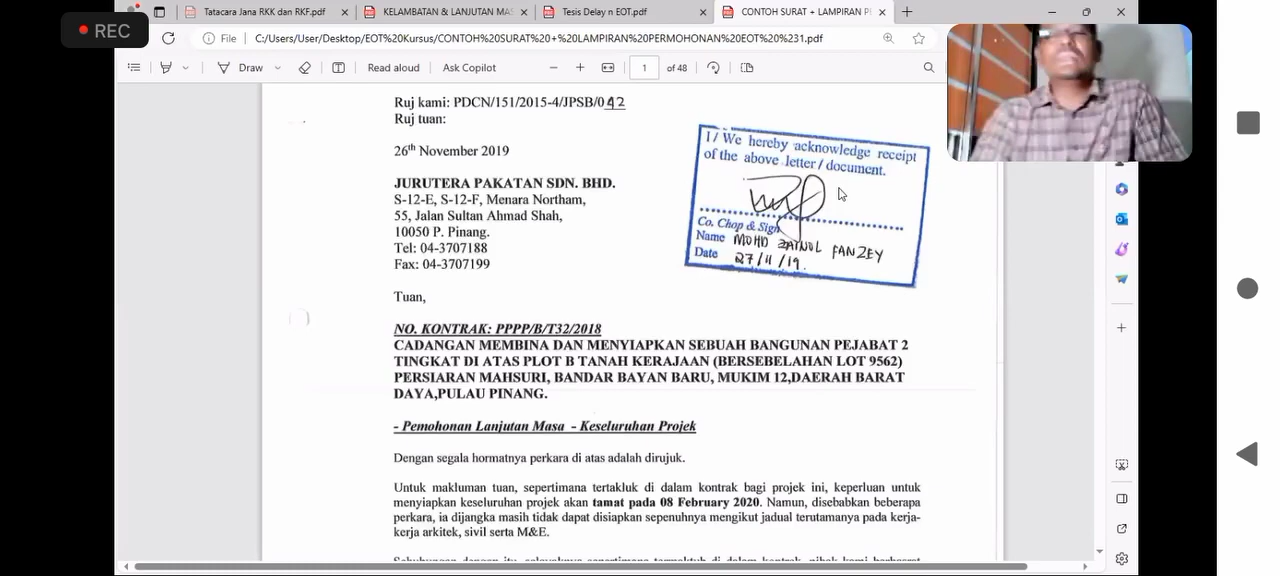 REC
Tatacara Jana RKK dan RKF.pdf
KELAMBATAN & LANJUTAN
Tesis Delay n EOT.pdf
CONTOH SURAT + LAMPIRAN P
File
C:/Users/User/Desktop/EOT%20Kursus/CONTOH%20SURAT%20+%20LAMPIRAN%20PERMOHONAN%20EOT%20%231.pdf
Draw
Read aloud
Ask Copilot
1
of 48
Ruj kami: PDCN/151/2015-4/JPSB/042
Ruj tuan:
26th November 2019
JURUTERA PAKATAN SDN. BHD.
S-12-E, S-12-F, Menara Northam,
55, Jalan Sultan Ahmad Shah,
10050 P. Pinang.
Tel: 04-3707188
Fax: 04-3707199
I / We hereby acknowledge receipt
of the above letter / document.
Co. Chop & Sign
Name MOHD ZAINOL FANZEY
Date 27/11/19.
Tuan,
NO. KONTRAK: PPPP/B/T32/2018
CADANGAN MEMBINA DAN MENYIAPKAN SEBUAH BANGUNAN PEJABAT 2
TINGKAT DI ATAS PLOT B TANAH KERAJAAN (BERSEBELAHAN LOT 9562)
PERSIARAN MAHSURI, BANDAR BAYAN BARU, MUKIM 12,DAERAH BARAT
DAYA,PULAU PINANG.
- Pemohonan Lanjutan Masa - Keseluruhan Projek
Dengan segala hormatnya perkara di atas adalah dirujuk.
Untuk makluman tuan, sepertimana tertakluk di dalam kontrak bagi projek ini, keperluan untuk
menyiapkan keseluruhan projek akan tamat pada 08 February 2020. Namun, disebabkan beberapa
perkara, ia dijangka masih tidak dapat disiapkan sepenuhnya mengikut jadual terutamanya pada kerja-
kerja arkitek, sivil serta M&E.